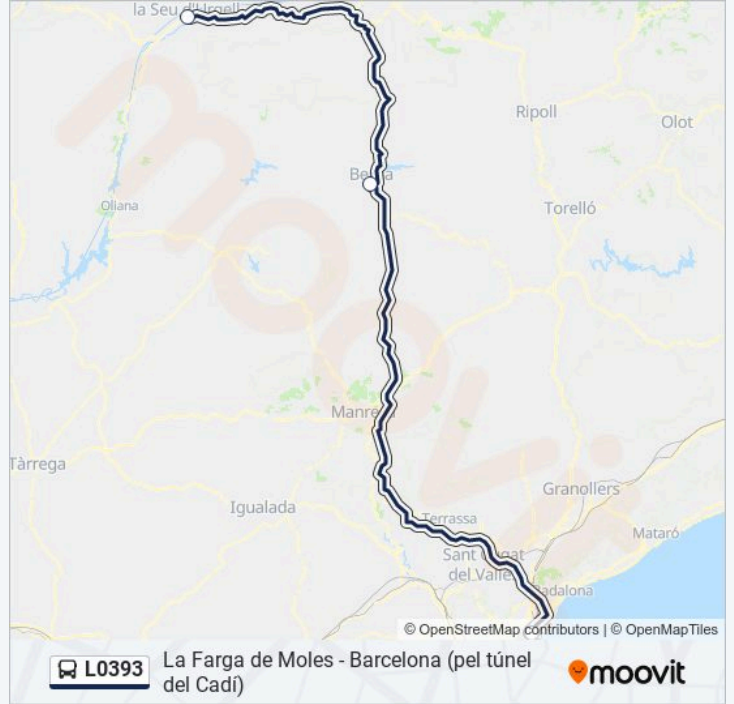 la Seu d'Urgell
Ripoll
Olot
Berga
Oliana
Torelló
Manresa
Tàrrega
Igualada
Granollers
Terrassa
Mataró
Sant Cugat
del Vallès
Badalona
© OpenStreetMap contributors | © OpenMapTiles
L0393
La Farga de Moles - Barcelona (pel túnel
del Cadí)
moovit
moovit